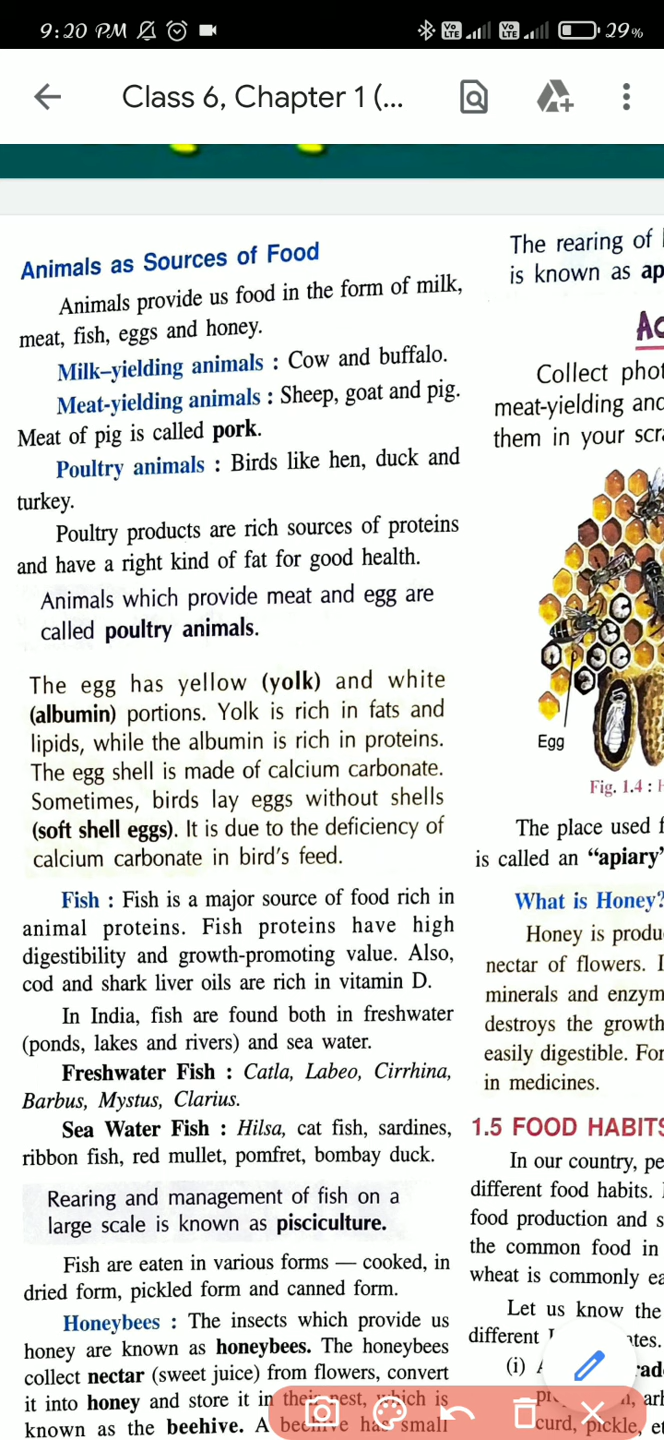 9:20 PM
Vo LTE
Vo LTE
29%
Class 6, Chapter 1 (...
Animals as Sources of Food
Animals provide us food in the form of milk,
meat, fish, eggs and honey.
Milk–yielding animals : Cow and buffalo.
Meat-yielding animals : Sheep, goat and pig.
Meat of pig is called pork.
Poultry animals : Birds like hen, duck and
turkey.
Poultry products are rich sources of proteins
and have a right kind of fat for good health.
Animals which provide meat and egg are
called poultry animals.
The egg has yellow (yolk) and white
(albumin) portions. Yolk is rich in fats and
lipids, while the albumin is rich in proteins.
The egg shell is made of calcium carbonate.
Sometimes, birds lay eggs without shells
(soft shell eggs). It is due to the deficiency of
calcium carbonate in bird's feed.
Fish : Fish is a major source of food rich in
animal proteins. Fish proteins have high
digestibility and growth-promoting value. Also,
cod and shark liver oils are rich in vitamin D.
In India, fish are found both in freshwater
(ponds, lakes and rivers) and sea water.
Freshwater Fish : Catla, Labeo, Cirrhina,
Barbus, Mystus, Clarius.
Sea Water Fish : Hilsa, cat fish, sardines,
ribbon fish, red mullet, pomfret, bombay duck.
Rearing and management of fish on a
large scale is known as pisciculture.
Fish are eaten in various forms — cooked, in
dried form, pickled form and canned form.
Honeybees : The insects which provide us
honey are known as honeybees. The honeybees
collect nectar (sweet juice) from flowers, convert
it into honey and store it in their nest, which is
known as the beehive. A beehive has small
The rearing of
is known as ap
Ac
Collect phot
meat-yielding and
them in your scra
Egg
Fig. 1.4 :
The place used f
is called an “apiary”
What is Honey?
Honey is produ
nectar of flowers. I
minerals and enzym
destroys the growth
easily digestible. For
in medicines.
1.5 FOOD HABITS
In our country, pe
different food habits.
food production and s
the common food in
wheat is commonly ea
Let us know the
different
(i)
curd, pickle, e